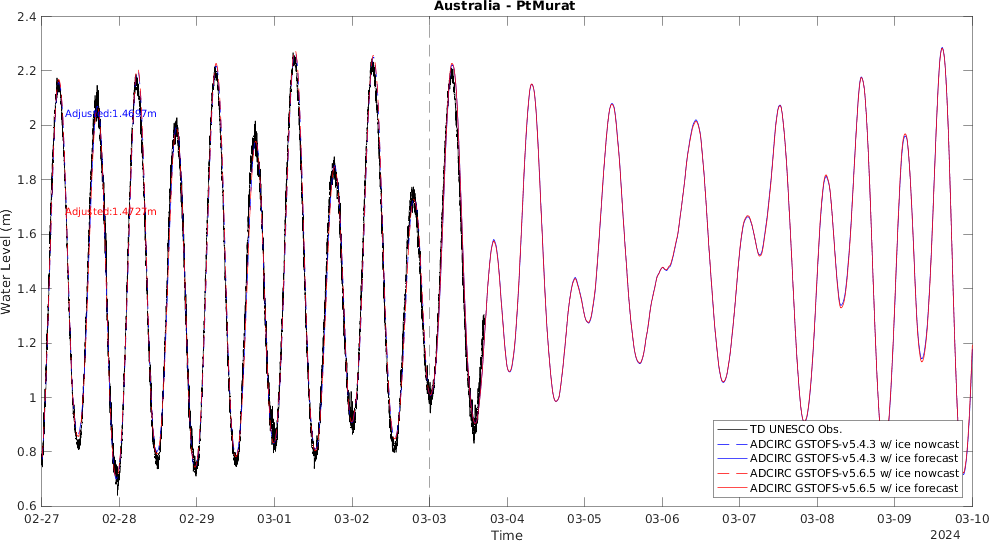 Australia - PtMurat
2.4
2.2
2
1.8
1.6
1.4
1.2
1
0.8
0.6
Water Level (m)
Adjusted:1.4697m
Adjusted:1.4727m
TD UNESCO Obs.
ADCIRC GSTOFS-v5.4.3 w/ ice nowcast
ADCIRC GSTOFS-v5.4.3 w/ ice forecast
ADCIRC GSTOFS-v5.6.5 w/ ice nowcast
ADCIRC GSTOFS-v5.6.5 w/ ice forecast
02-27 02-28 02-29 03-01 03-02 03-03 03-04 03-05 03-06 03-07 03-08 03-09 03-10
Time
2024